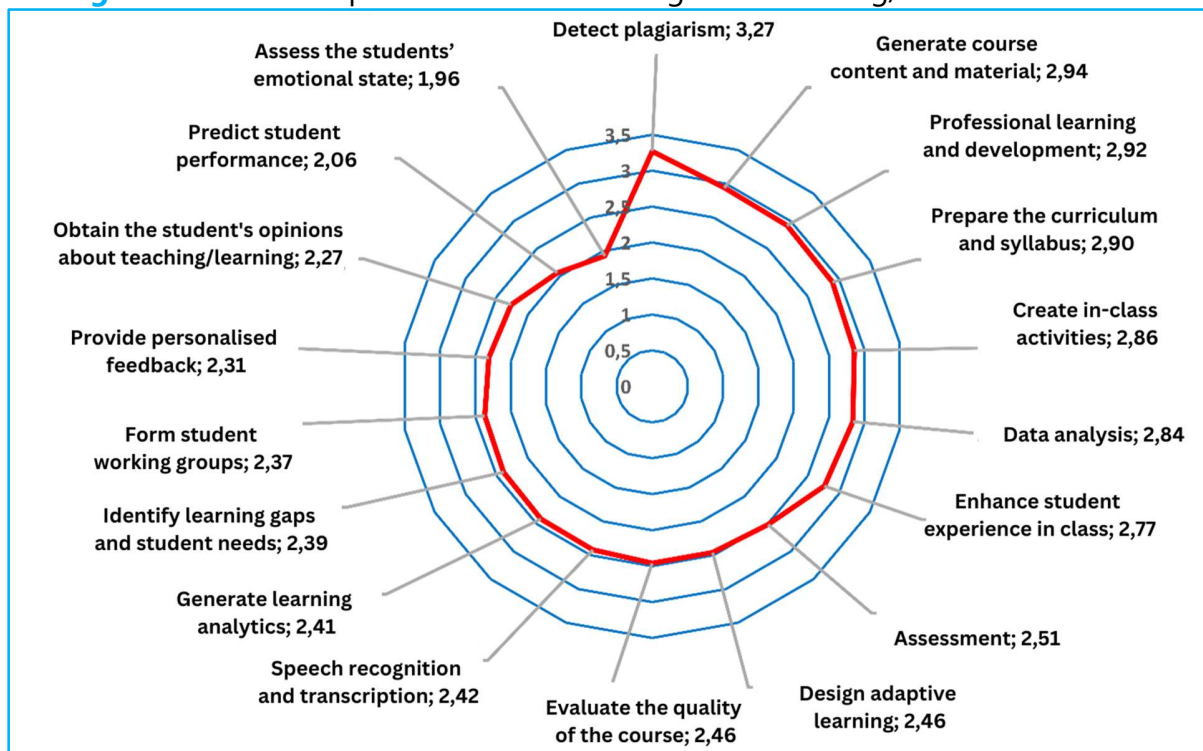 Detect plagiarism; 3,27
Generate course
content and material; 2,94
Professional learning
and development; 2,92
Prepare the curriculum
and syllabus; 2,90
Create in-class
activities; 2,86
Data analysis; 2,84
Enhance student
experience in class; 2,77
Assessment; 2,51
Design adaptive
learning; 2,46
Evaluate the quality
of the course; 2,46
Speech recognition
and transcription; 2,42
Generate learning
analytics; 2,41
Identify learning gaps
and student needs; 2,39
Form student
working groups; 2,37
Provide personalised
feedback; 2,31
Obtain the student's opinions
about teaching/learning; 2,27
Predict student
performance; 2,06
Assess the students’
emotional state; 1,96
3,5
3
2,5
2
1,5
1
0,5
0